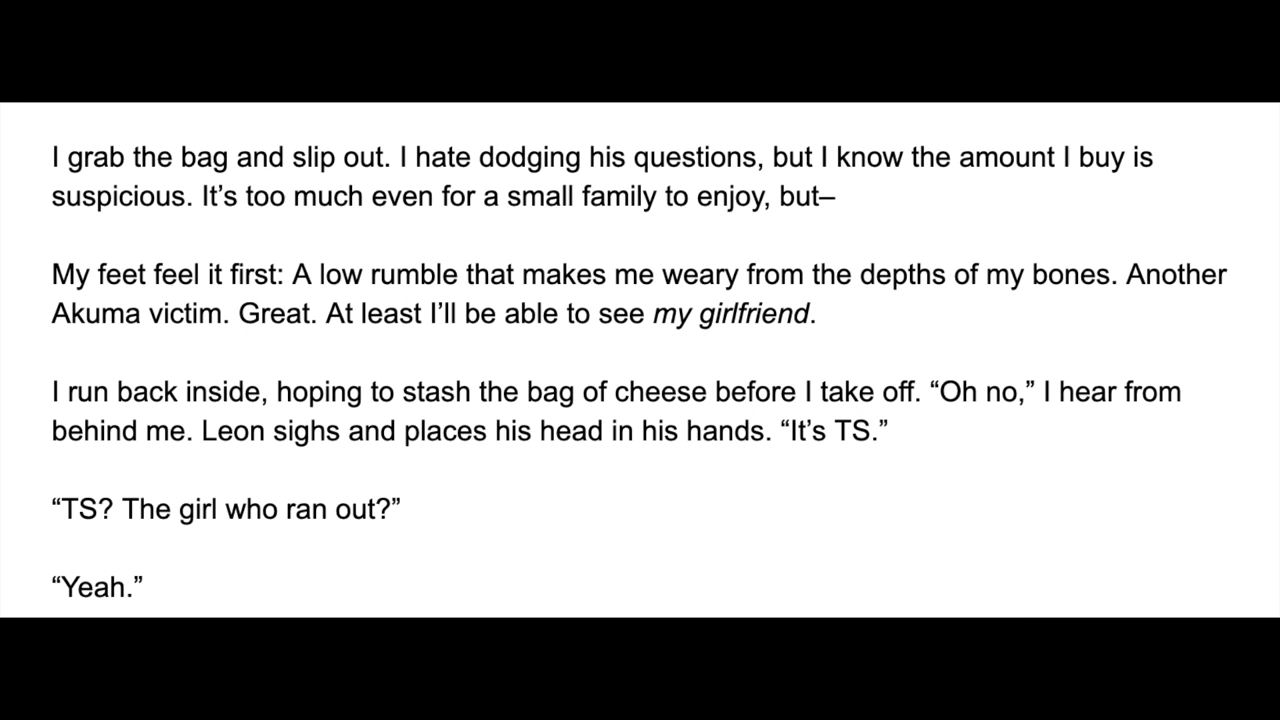 I grab the bag and slip out. I hate dodging his questions, but I know the amount I buy is
suspicious. It’s too much even for a small family to enjoy, but–
My feet feel it first: A low rumble that makes me weary from the depths of my bones. Another
Akuma victim. Great. At least I’ll be able to see my girlfriend.
I run back inside, hoping to stash the bag of cheese before I take off. “Oh no,” I hear from
behind me. Leon sighs and places his head in his hands. “It’s TS.”
“TS? The girl who ran out?”
“Yeah.”